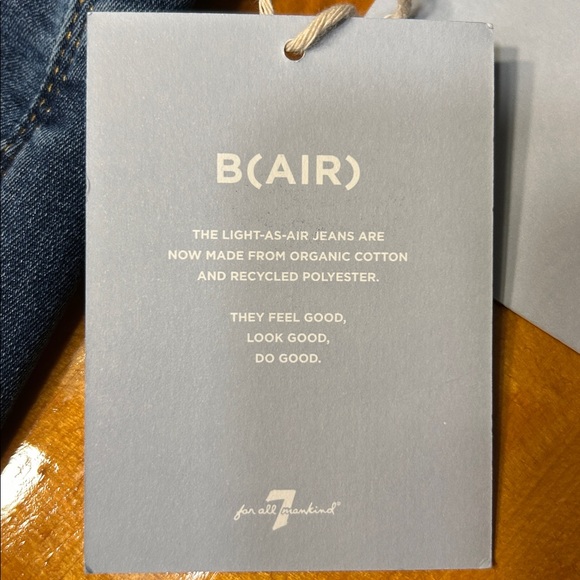 B(AIR)
THE LIGHT-AS-AIR JEANS ARE
NOW MADE FROM ORGANIC COTTON
AND RECYCLED POLYESTER.
THEY FEEL GOOD,
LOOK GOOD,
DO GOOD.
for all 7 mankind®